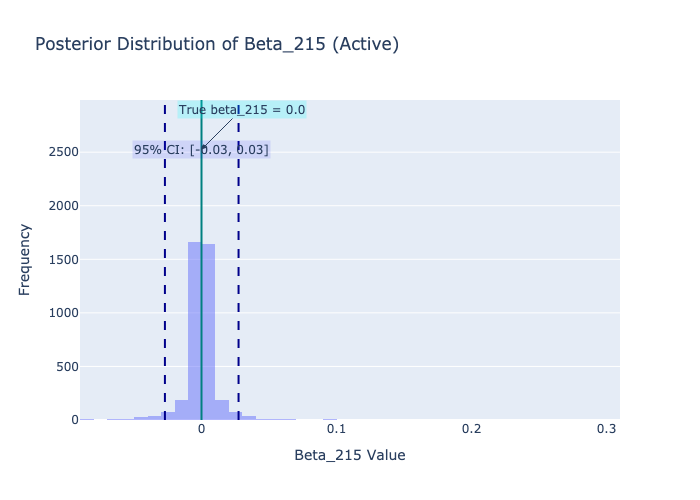 Posterior Distribution of Beta_215 (Active)
True beta_215 = 0.0
95% CI: [-0.03, 0.03]
2500
2000
1500
1000
500
0
Frequency
0
0.1
0.2
0.3
Beta_215 Value